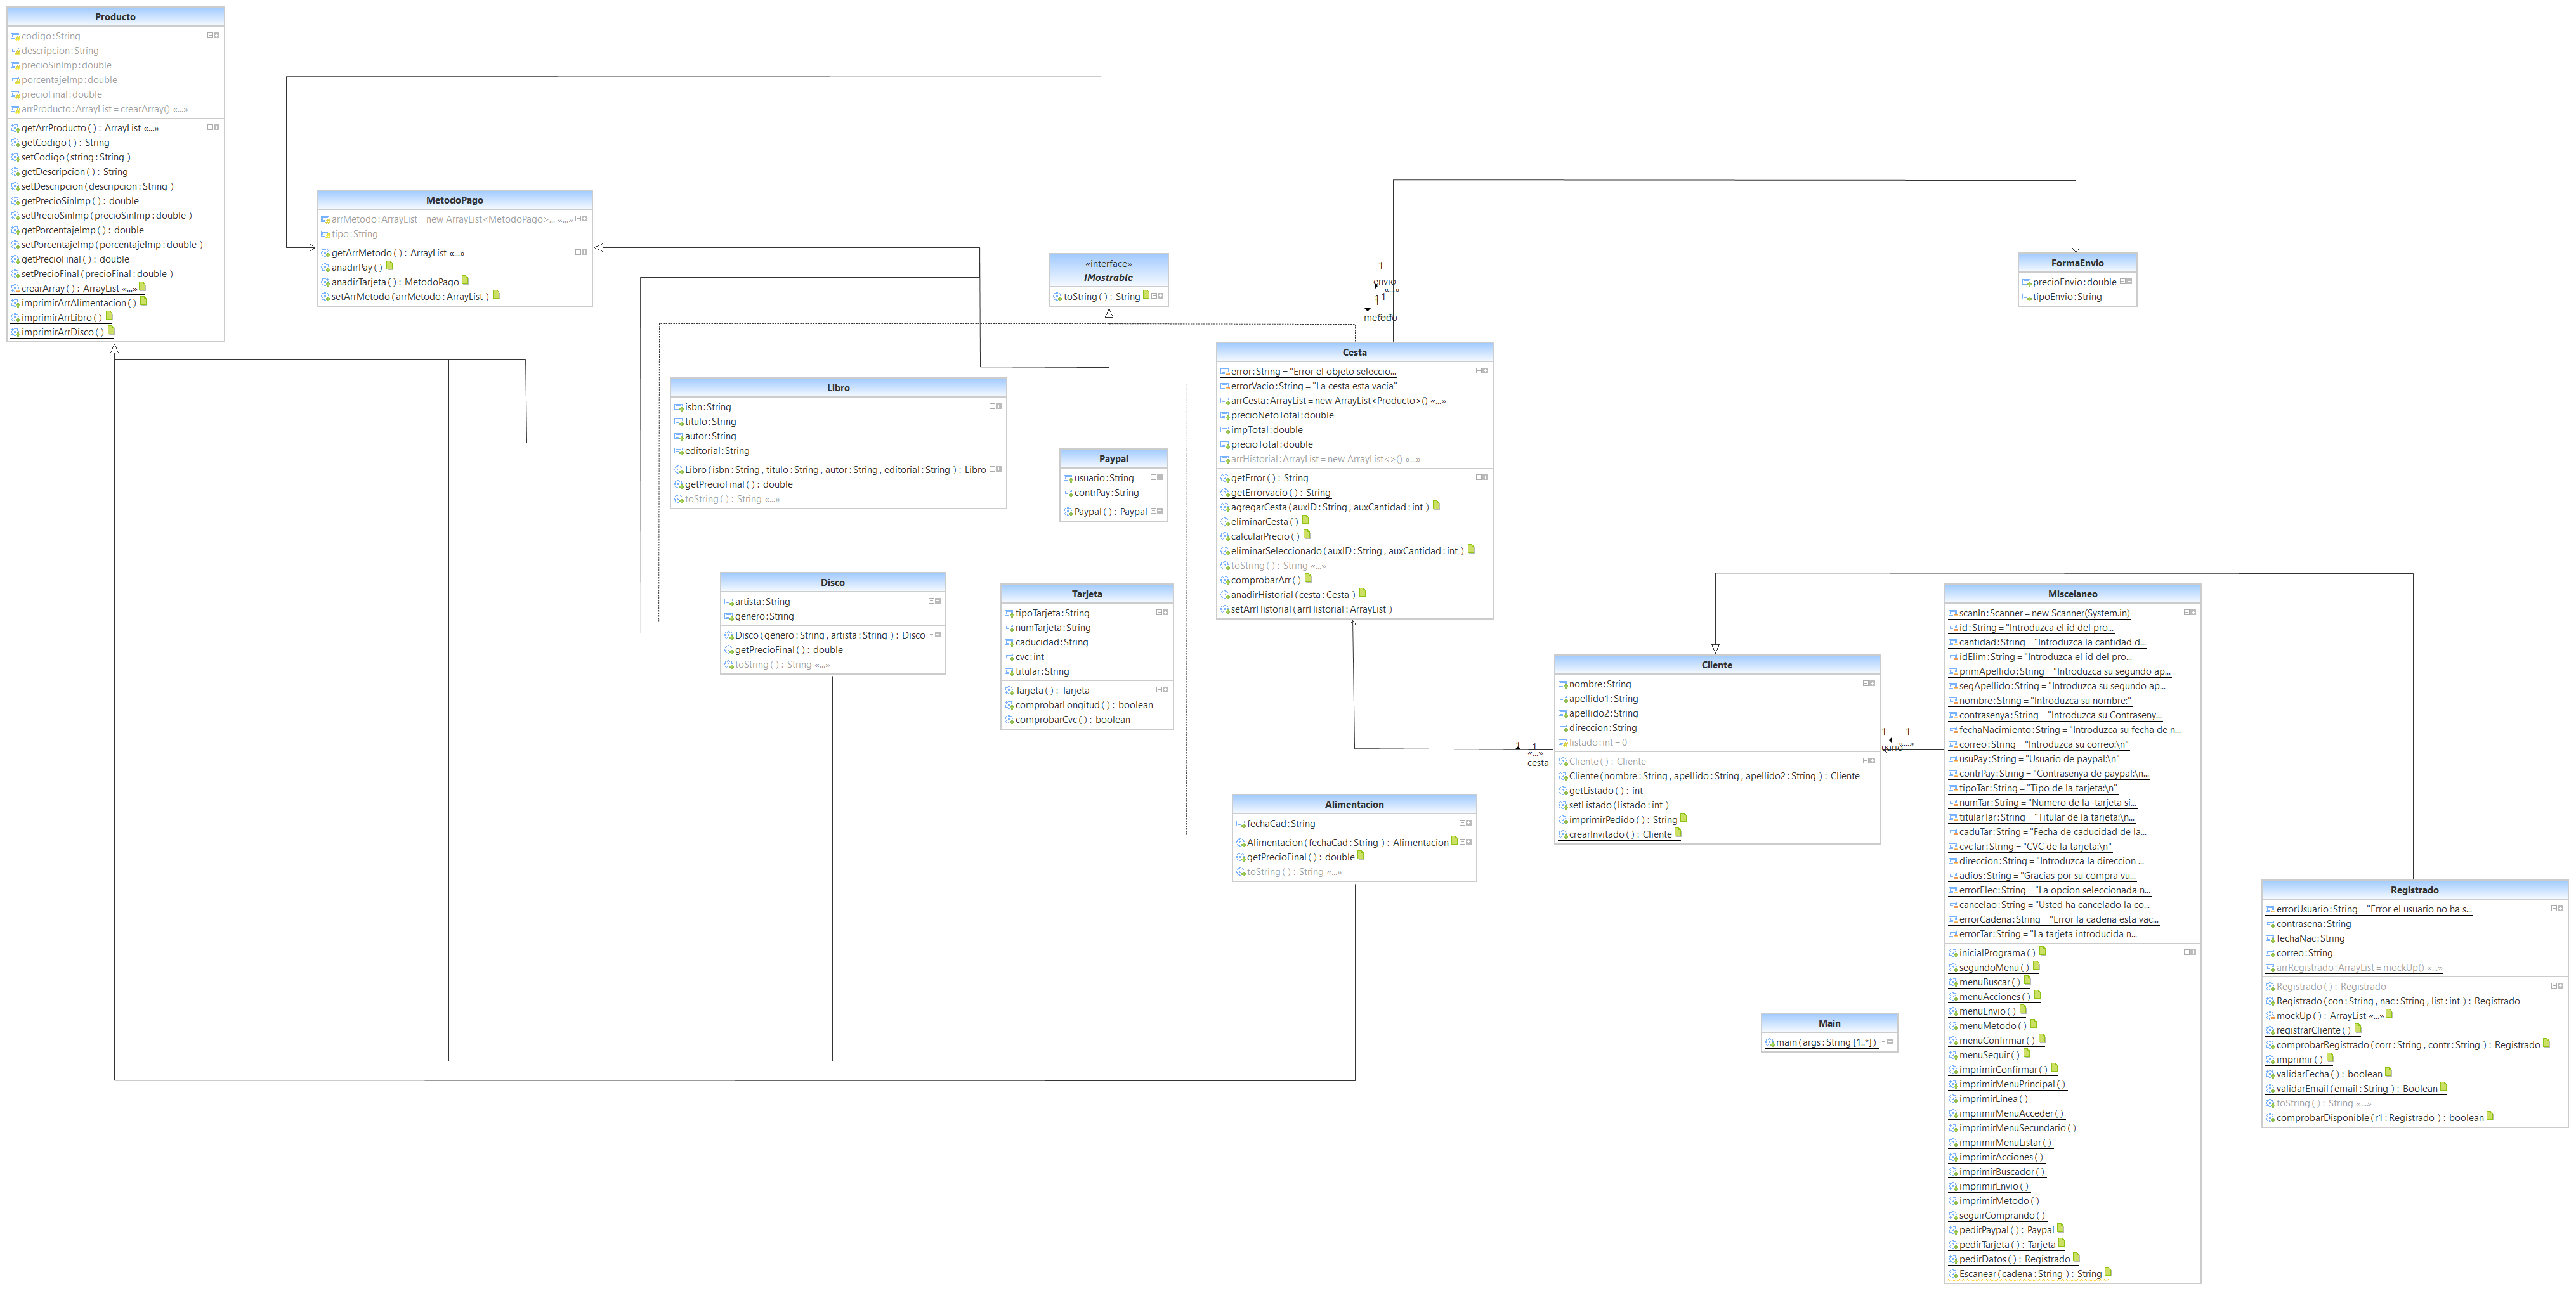 Producto
codigo:String
descripcion:String
precioSinImp:double
porcentajeImp:double
precioFinal:double
arrProducto:ArrayList = crearArray() «...»
getArrProducto( ): ArrayList «...»
getCodigo( ): String
setCodigo(string:String )
getDescripcion( ): String
setDescripcion(descripcion:String )
getPrecioSinImp( ): double
setPrecioSinImp(precioSinImp:double )
getPorcentajeImp( ): double
setPorcentajeImp(porcentajeImp:double )
getPrecioFinal( ): double
setPrecioFinal(precioFinal:double )
crearArray( ): ArrayList «...»
imprimirArrAlimentacion( )
imprimirArrLibro( )
imprimirArrDisco( )
MetodoPago
arrMetodo:ArrayList = new ArrayList<MetodoPago>... «...»
tipo:String
getArrMetodo( ): ArrayList «...»
anadirPay( )
anadirTarjeta( ): MetodoPago
setArrMetodo(arrMetodo:ArrayList )
«interface»
IMostrable
toString( ): String
1
envio
«...»
1
1
metodo
FormaEnvio
precioEnvio:double
tipoEnvio:String
Cesta
error:String = "Error el objeto seleccio...
errorVacio:String = "La cesta esta vacia"
arrCesta:ArrayList = new ArrayList<Producto>() «...»
precioNetoTotal:double
impTotal:double
precioTotal:double
arrHistorial:ArrayList = new ArrayList<>() «...»
getError( ): String
getErrorvacio( ): String
agregarCesta(auxID:String, auxCantidad:int )
eliminarCesta( )
calcularPrecio( )
eliminarSeleccionado(auxID:String, auxCantidad:int )
toString( ): String «...»
comprobarArr( )
anadirHistorial(cesta:Cesta )
setArrHistorial(arrHistorial:ArrayList )
Libro
isbn:String
titulo:String
autor:String
editorial:String
Libro(isbn:String, titulo:String, autor:String, editorial:String ): Libro
getPrecioFinal( ): double
toString( ): String «...»
Paypal
usuario:String
contrPay:String
Paypal( ): Paypal
Disco
artista:String
genero:String
Disco(genero:String, artista:String ): Disco
getPrecioFinal( ): double
toString( ): String «...»
Tarjeta
tipoTarjeta:String
numTarjeta:String
caducidad:String
cvc:int
titular:String
Tarjeta( ): Tarjeta
comprobarLongitud( ): boolean
comprobarCvc( ): boolean
1
1
«...»
cesta
Cliente
nombre:String
apellido1:String
apellido2:String
direccion:String
listado:int = 0
Cliente( ): Cliente
Cliente(nombre:String, apellido:String, apellido2:String ): Cliente
getListado( ): int
setListado(listado:int )
imprimirPedido( ): String
crearInvitado( ): Cliente
1
1
«...»
Alimentacion
fechaCad:String
Alimentacion(fechaCad:String ): Alimentacion
getPrecioFinal( ): double
toString( ): String «...»
Miscelaneo
scanIn:Scanner = new Scanner(System.in)
id:String = "Introduzca el id del pro...
cantidad:String = "Introduzca la cantidad d...
idElim:String = "Introduzca el id del pro...
primApellido:String = "Introduzca su segundo ap...
segApellido:String = "Introduzca su segundo ap...
nombre:String = "Introduzca su nombre:"
contrasenya:String = "Introduzca su Contraseny...
fechaNacimiento:String = "Introduzca su fecha de n...
correo:String = "Introduzca su correo:\n"
usuPay:String = "Usuario de paypal:\n"
contrPay:String = "Contrasenya de paypal:\n...
tipoTar:String = "Tipo de la tarjeta:\n"
numTar:String = "Numero de la  tarjeta si...
titularTar:String = "Titular de la tarjeta:\n...
caduTar:String = "Fecha de caducidad de la...
cvcTar:String = "CVC de la tarjeta:\n"
direccion:String = "Introduzca la direccion ...
adios:String = "Gracias por su compra vu...
errorElec:String = "La opcion seleccionada n...
cancelao:String = "Usted ha cancelado la co...
errorCadena:String = "Error la cadena esta vac...
errorTar:String = "La tarjeta introducida n...
inicialPrograma( )
segundoMenu( )
menuBuscar( )
menuAcciones( )
menuEnvio( )
menuMetodo( )
menuConfirmar( )
menuSeguir( )
imprimirConfirmar( )
imprimirMenuPrincipal( )
imprimirLinea( )
imprimirMenuAcceder( )
imprimirMenuSecundario( )
imprimirMenuListar( )
imprimirAcciones( )
imprimirBuscador( )
imprimirEnvio( )
imprimirMetodo( )
seguirComprando( )
pedirPaypal( ): Paypal
pedirTarjeta( ): Tarjeta
pedirDatos( ): Registrado
Escanear(cadena:String ): String
Main
main(args:String [1..*] )
Registrado
errorUsuario:String = "Error el usuario no ha s...
contrasena:String
fechaNac:String
correo:String
arrRegistrado:ArrayList = mockUp() «...»
Registrado( ): Registrado
Registrado(con:String, nac:String, list:int ): Registrado
mockUp( ): ArrayList «...»
registrarCliente( )
comprobarRegistrado(corr:String, contr:String ): Registrado
imprimir( )
validarFecha( ): boolean
validarEmail(email:String ): Boolean
toString( ): String «...»
comprobarDisponible(r1:Registrado ): boolean